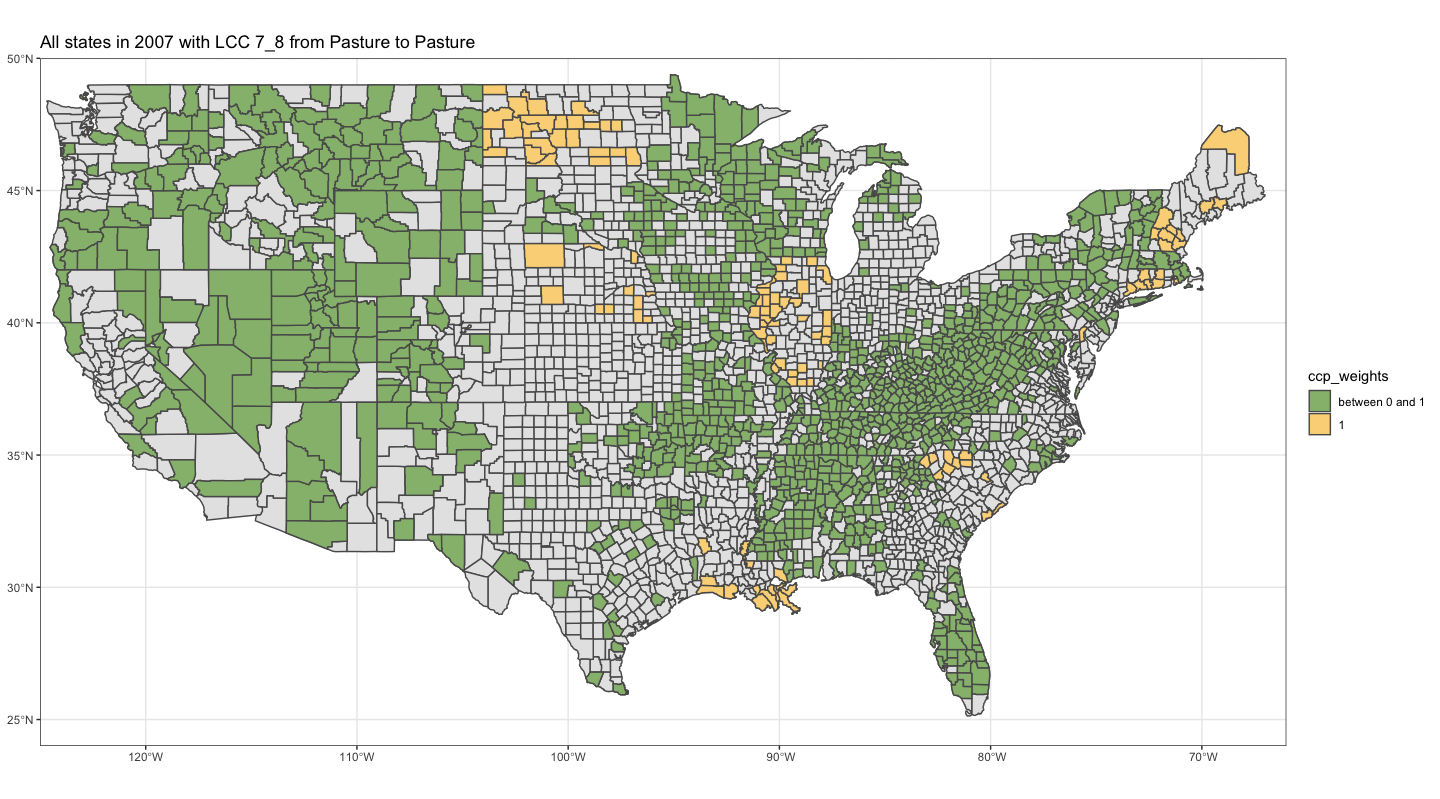 All states in 2007 with LCC 7_8 from Pasture to Pasture
50°N
45°N
40°N
35°N
30°N
25°N
120°W 110°W 100°W 90°W 80°W 70°W
ccp_weights
between 0 and 1
1